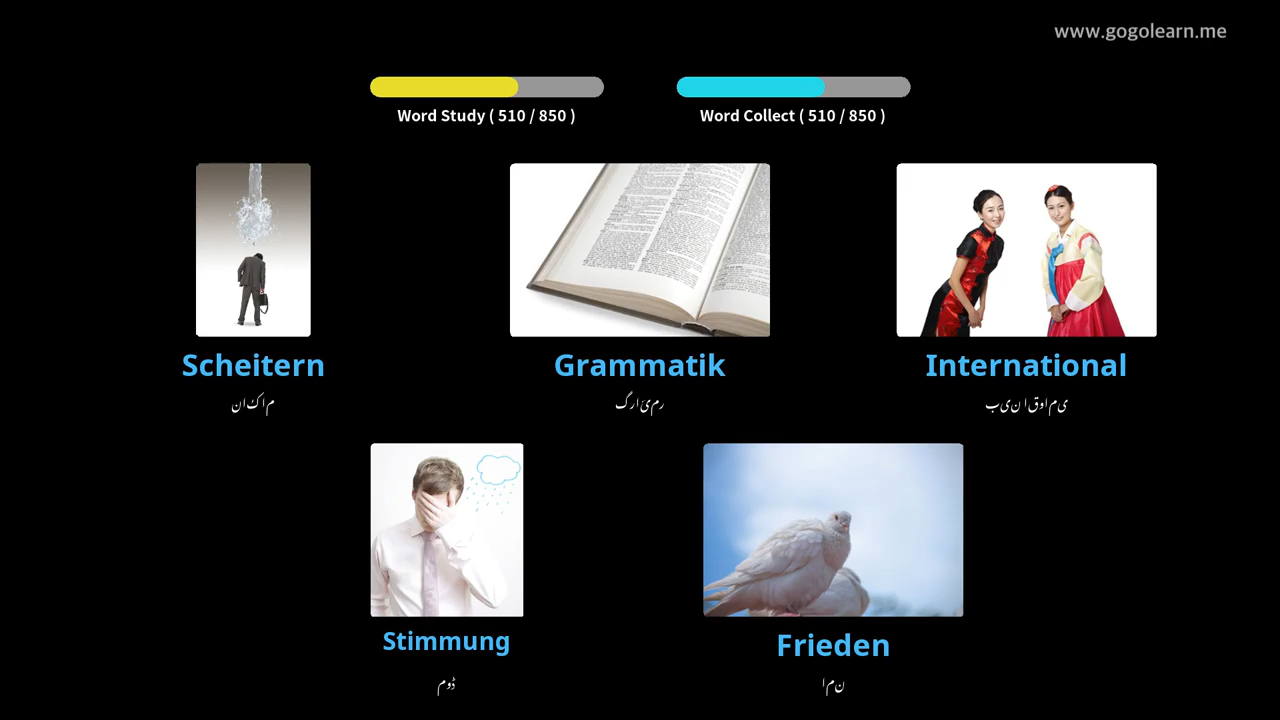 www.gogolearn.me
Word Study ( 510 / 850 )
Word Collect ( 510 / 850 )
Scheitern
Grammatik
International
ناکام
گرائمر
بین اقوامی
Stimmung
Frieden
موڈ
امن